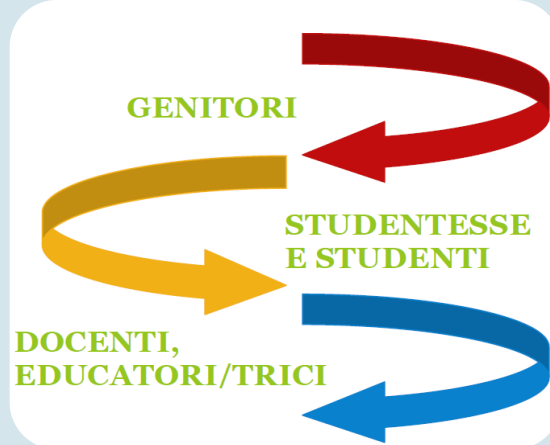 GENITORI
STUDENTESSE
E STUDENTI
DOCENTI,
EDUCATORI/TRICI